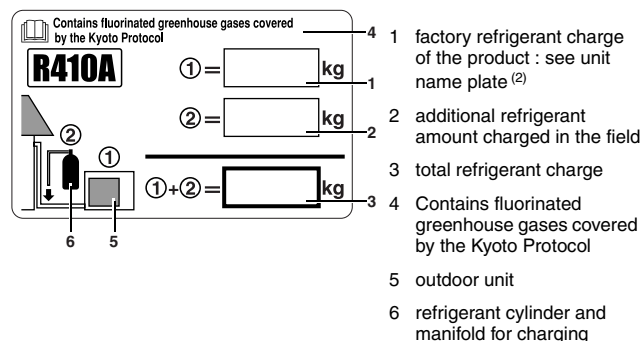 Contains fluorinated greenhouse gases covered
by the Kyoto Protocol
R410A
①=
kg
②=
kg
①+②=
kg
②
①
4
1
2
3
6
5
1 factory refrigerant charge
of the product : see unit
name plate (2)
2 additional refrigerant
amount charged in the field
3 total refrigerant charge
4 Contains fluorinated
greenhouse gases covered
by the Kyoto Protocol
5 outdoor unit
6 refrigerant cylinder and
manifold for charging